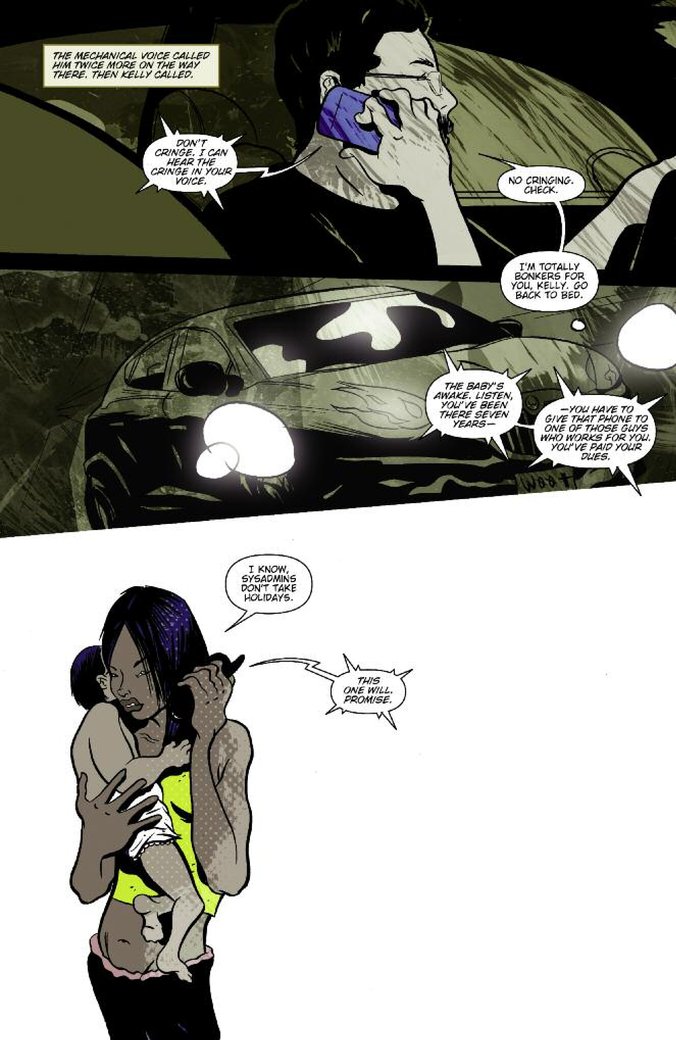 THE MECHANICAL VOICE CALLED
HIM TWICE MORE ON THE WAY
THERE. THEN KELLY CALLED.
DON'T
CRINGE. I CAN
HEAR THE
CRINGE IN YOUR
VOICE.
NO CRINGING.
CHECK.
I'M TOTALLY
BONKERS FOR
YOU, KELLY. GO
BACK TO BED.
THE BABY'S
AWAKE. LISTEN,
YOU'VE BEEN
THERE SEVEN
YEARS—
—YOU HAVE TO
GIVE THAT PHONE TO
ONE OF THOSE GUYS
WHO WORKS FOR YOU.
YOU'VE PAID YOUR
DUES.
I KNOW,
SYSADMINS
DON'T TAKE
HOLIDAYS.
THIS
ONE WILL.
PROMISE.